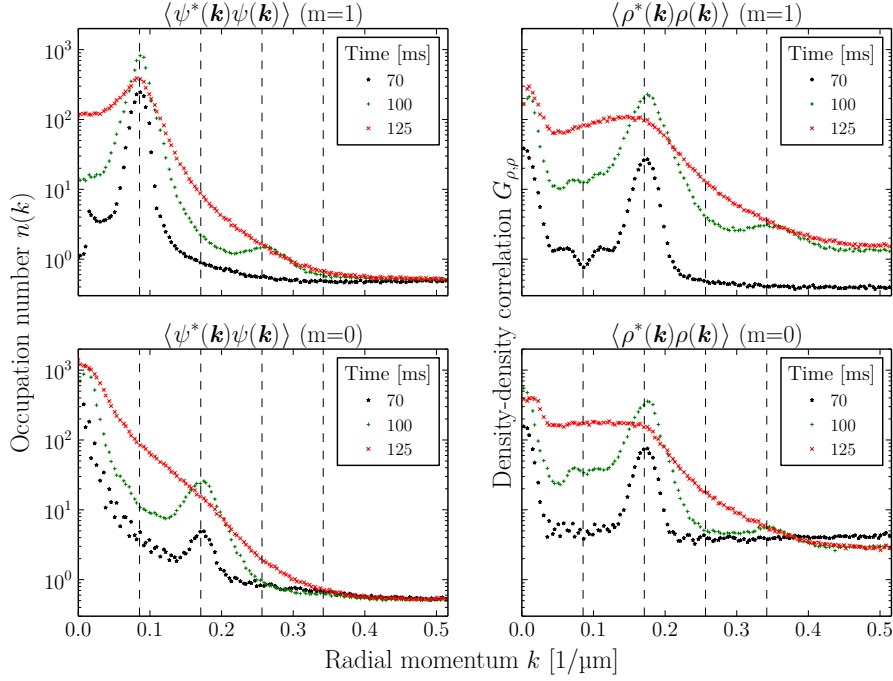 ⟨ψ*(k)ψ(k)⟩ (m=1)
⟨ρ*(k)ρ(k)⟩ (m=1)
10³
10²
10¹
10⁰
Time [ms]
70
100
125
Time [ms]
70
100
125
⟨ψ*(k)ψ(k)⟩ (m=0)
⟨ρ*(k)ρ(k)⟩ (m=0)
10³
10²
10¹
10⁰
Time [ms]
70
100
125
Time [ms]
70
100
125
0.0 0.1 0.2 0.3 0.4 0.5
0.0 0.1 0.2 0.3 0.4 0.5
Occupation number n(k)
Density-density correlation G_{ρ,ρ}
Radial momentum k [1/µm]